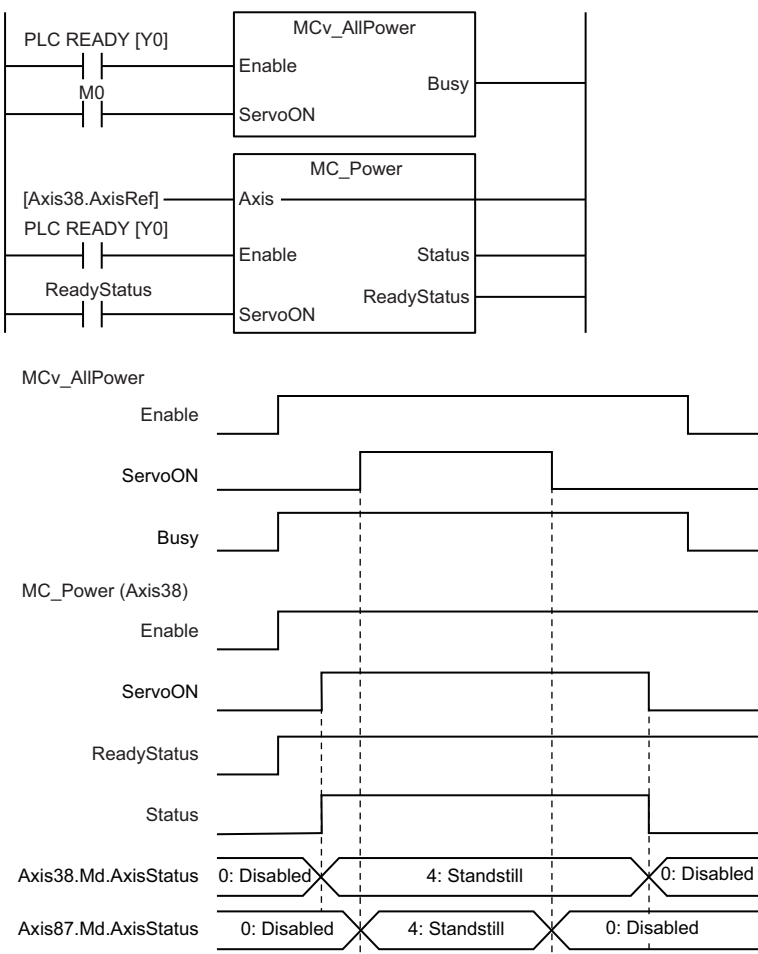 MCv_AllPower
PLC READY [Y0]
Enable
Busy
M0
ServoON
MC_Power
[Axis38.AxisRef]
Axis
PLC READY [Y0]
Enable
Status
ReadyStatus
ReadyStatus
ServoON
MCv_AllPower
Enable
ServoON
Busy
MC_Power (Axis38)
Enable
ServoON
ReadyStatus
Status
Axis38.Md.AxisStatus 0: Disabled 4: Standstill 0: Disabled
Axis87.Md.AxisStatus 0: Disabled 4: Standstill 0: Disabled